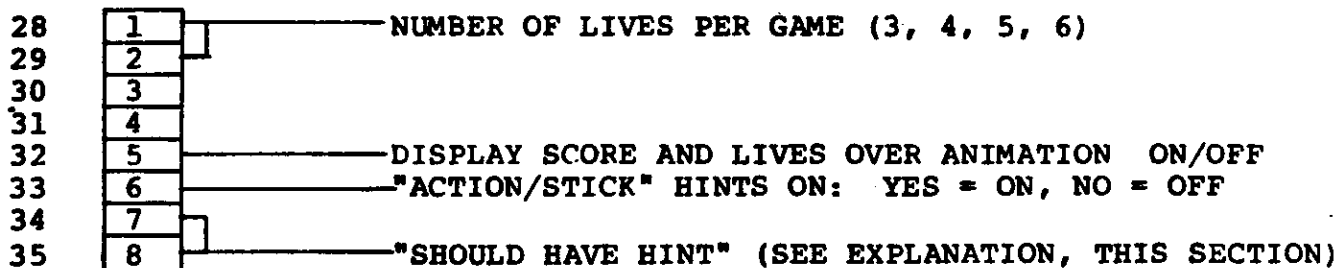 28 1 NUMBER OF LIVES PER GAME (3, 4, 5, 6)
29 2
30 3
31 4
32 5 DISPLAY SCORE AND LIVES OVER ANIMATION ON/OFF
33 6 "ACTION/STICK" HINTS ON: YES = ON, NO = OFF
34 7
35 8 "SHOULD HAVE HINT" (SEE EXPLANATION, THIS SECTION)